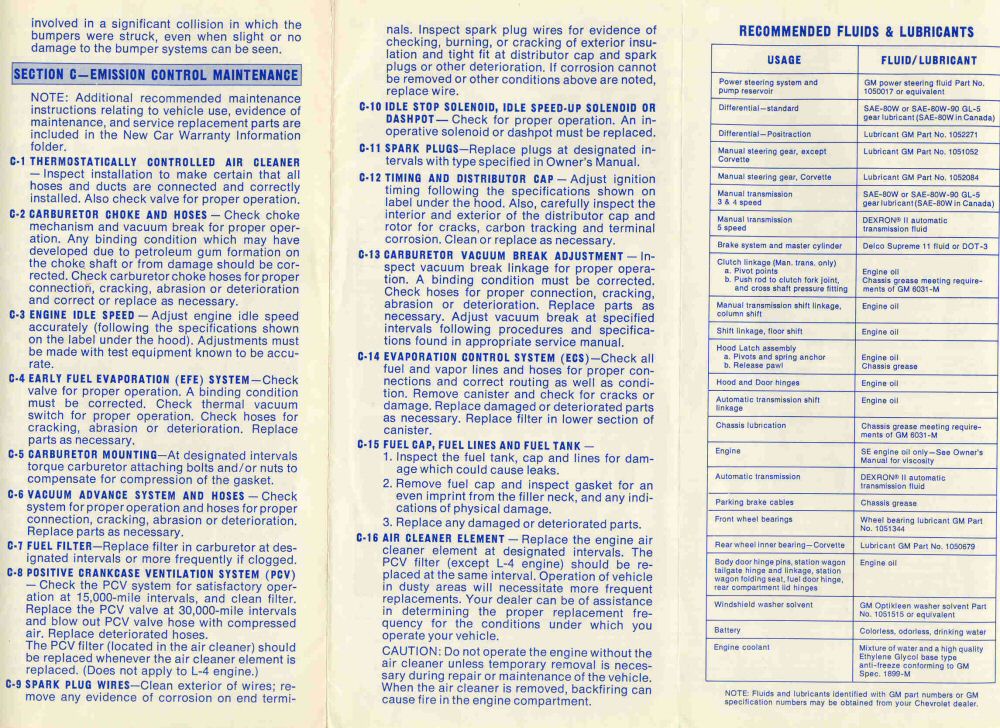 involved in a significant collision in which the
bumpers were struck, even when slight or no
damage to the bumper systems can be seen.
SECTION C—EMISSION CONTROL MAINTENANCE
NOTE: Additional recommended maintenance
instructions relating to vehicle use, evidence of
maintenance, and service replacement parts are
included in the New Car Warranty Information
folder.
C-1 THERMOSTATICALLY CONTROLLED AIR CLEANER
— Inspect installation to make certain that all
hoses and ducts are connected and correctly
installed. Also check valve for proper operation.
C-2 CARBURETOR CHOKE AND HOSES — Check choke
mechanism and vacuum break for proper oper-
ation. Any binding condition which may have
developed due to petroleum gum formation on
the choke shaft or from damage should be cor-
rected. Check carburetor choke hoses for proper
connection, cracking, abrasion or deterioration
and correct or replace as necessary.
C-3 ENGINE IDLE SPEED — Adjust engine idle speed
accurately (following the specifications shown
on the label under the hood). Adjustments must
be made with test equipment known to be accu-
rate.
C-4 EARLY FUEL EVAPORATION (EFE) SYSTEM—Check
valve for proper operation. A binding condition
must be corrected. Check thermal vacuum
switch for proper operation. Check hoses for
cracking, abrasion or deterioration. Replace
parts as necessary.
C-5 CARBURETOR MOUNTING—At designated intervals
torque carburetor attaching bolts and/or nuts to
compensate for compression of the gasket.
C-6 VACUUM ADVANCE SYSTEM AND HOSES — Check
system for proper operation and hoses for proper
connection, cracking, abrasion or deterioration.
Replace parts as necessary.
C-7 FUEL FILTER—Replace filter in carburetor at des-
ignated intervals or more frequently if clogged.
C-8 POSITIVE CRANKCASE VENTILATION SYSTEM (PCV)
— Check the PCV system for satisfactory oper-
ation at 15,000-mile intervals, and clean filter.
Replace the PCV valve at 30,000-mile intervals
and blow out PCV valve hose with compressed
air. Replace deteriorated hoses.
The PCV filter (located in the air cleaner) should
be replaced whenever the air cleaner element is
replaced. (Does not apply to L-4 engine.)
C-9 SPARK PLUG WIRES—Clean exterior of wires; re-
move any evidence of corrosion on end termi-
nals. Inspect spark plug wires for evidence of
checking, burning, or cracking of exterior insu-
lation and tight fit at distributor cap and spark
plugs or other deterioration. If corrosion cannot
be removed or other conditions above are noted,
replace wire.
C-10 IDLE STOP SOLENOID, IDLE SPEED-UP SOLENOID OR
DASHPOT— Check for proper operation. An in-
operative solenoid or dashpot must be replaced.
C-11 SPARK PLUGS—Replace plugs at designated in-
tervals with type specified in Owner's Manual.
C-12 TIMING AND DISTRIBUTOR CAP — Adjust ignition
timing following the specifications shown on
label under the hood. Also, carefully inspect the
interior and exterior of the distributor cap and
rotor for cracks, carbon tracking and terminal
corrosion. Clean or replace as necessary.
C-13 CARBURETOR VACUUM BREAK ADJUSTMENT — In-
spect vacuum break linkage for proper opera-
tion. A binding condition must be corrected.
Check hoses for proper connection, cracking,
abrasion or deterioration. Replace parts as
necessary. Adjust vacuum break at specified
intervals following procedures and specifica-
tions found in appropriate service manual.
C-14 EVAPORATION CONTROL SYSTEM (ECS)—Check all
fuel and vapor lines and hoses for proper con-
nections and correct routing as well as condi-
tion. Remove canister and check for cracks or
damage. Replace damaged or deteriorated parts
as necessary. Replace filter in lower section of
canister.
C-15 FUEL CAP, FUEL LINES AND FUEL TANK —
1. Inspect the fuel tank, cap and lines for dam-
age which could cause leaks.
2. Remove fuel cap and inspect gasket for an
even imprint from the filler neck, and any indi-
cations of physical damage.
3. Replace any damaged or deteriorated parts.
C-16 AIR CLEANER ELEMENT — Replace the engine air
cleaner element at designated intervals. The
PCV filter (except L-4 engine) should be re-
placed at the same interval. Operation of vehicle
in dusty areas will necessitate more frequent
replacements. Your dealer can be of assistance
in determining the proper replacement fre-
quency for the conditions under which you
operate your vehicle.
CAUTION: Do not operate the engine without the
air cleaner unless temporary removal is neces-
sary during repair or maintenance of the vehicle.
When the air cleaner is removed, backfiring can
cause fire in the engine compartment.
RECOMMENDED FLUIDS & LUBRICANTS
USAGE FLUID/LUBRICANT
Power steering system and GM power steering fluid Part No.
pump reservoir 1050017 or equivalent
Differential—standard SAE-80W or SAE-80W-90 GL-5
gear lubricant (SAE-80W in Canada)
Differential—Positraction Lubricant GM Part No. 1052271
Manual steering gear, except Lubricant GM Part No. 1051052
Corvette
Manual steering gear, Corvette Lubricant GM Part No. 1052084
Manual transmission SAE-80W or SAE-80W-90 GL-5
3 & 4 speed gear lubricant (SAE-80W in Canada)
Manual transmission DEXRON® II automatic
5 speed transmission fluid
Brake system and master cylinder Delco Supreme 11 fluid or DOT-3
Clutch linkage (Man. trans. only)
a. Pivot points Engine oil
b. Push rod to clutch fork joint, Chassis grease meeting require-
and cross shaft pressure fitting ments of GM 6031-M
Manual transmission shift linkage, Engine oil
column shift
Shift linkage, floor shift Engine oil
Hood Latch assembly
a. Pivots and spring anchor Engine oil
b. Release pawl Chassis grease
Hood and Door hinges Engine oil
Automatic transmission shift Engine oil
linkage
Chassis lubrication Chassis grease meeting require-
ments of GM 6031-M
Engine SE engine oil only—See Owner's
Manual for viscosity
Automatic transmission DEXRON® II automatic
transmission fluid
Parking brake cables Chassis grease
Front wheel bearings Wheel bearing lubricant GM Part
No. 1051344
Rear wheel inner bearing—Corvette Lubricant GM Part No. 1050679
Body door hinge pins, station wagon Engine oil
tailgate hinge and linkage, station
wagon folding seat, fuel door hinge,
rear compartment lid hinges
Windshield washer solvent GM Optikleen washer solvent Part
No. 1051515 or equivalent
Battery Colorless, odorless, drinking water
Engine coolant Mixture of water and a high quality
Ethylene Glycol base type
anti-freeze conforming to GM
Spec. 1899-M
NOTE: Fluids and lubricants identified with GM part numbers or GM
specification numbers may be obtained from your Chevrolet dealer.